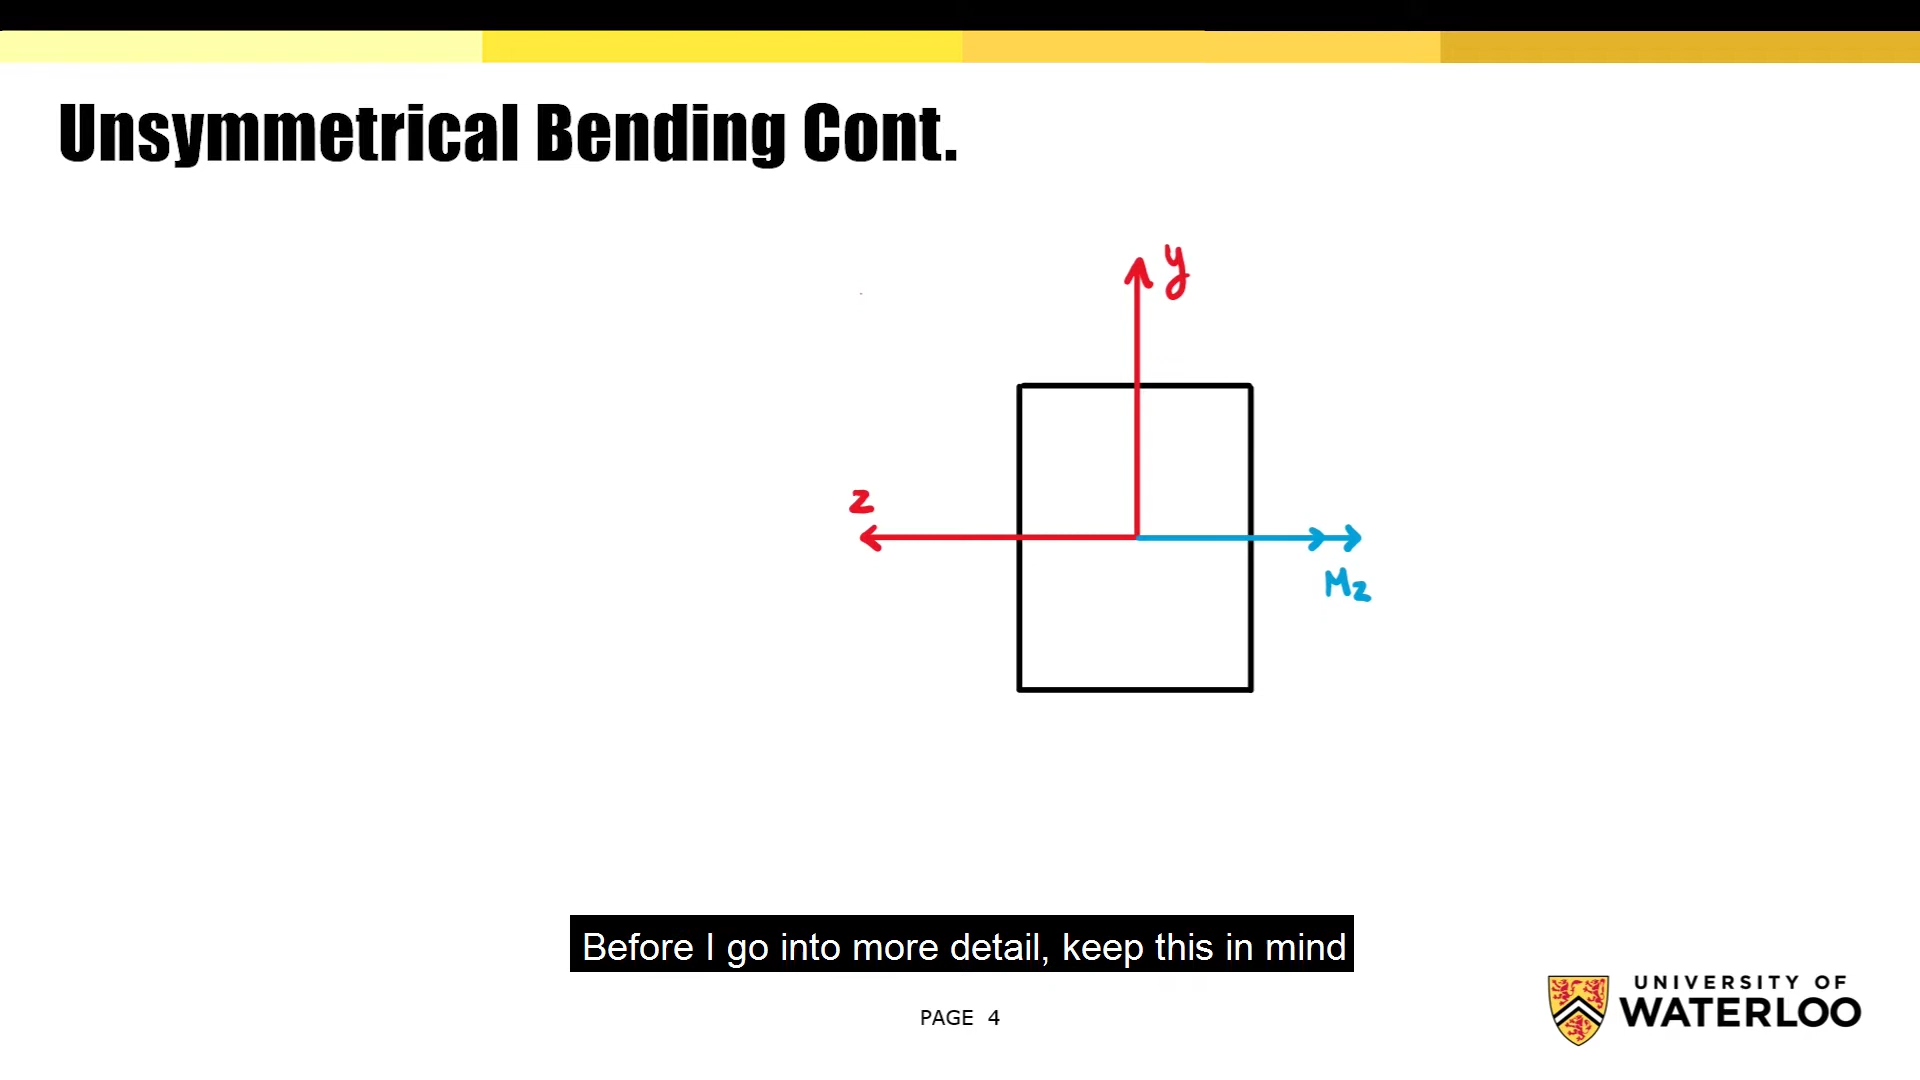 Unsymmetrical Bending Cont.
y
z
Mz
Before I go into more detail, keep this in mind
PAGE 4
UNIVERSITY OF
WATERLOO